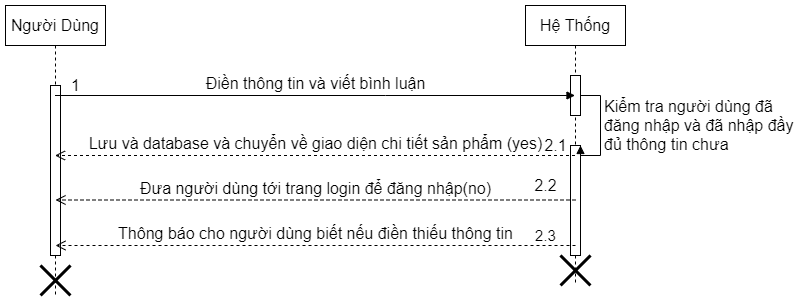 Người Dùng
Hệ Thống
1
Điền thông tin và viết bình luận
Kiểm tra người dùng đã
đăng nhập và đã nhập đầy
đủ thông tin chưa
Lưu và database và chuyển về giao diện chi tiết sản phẩm (yes)
2.1
Đưa người dùng tới trang login để đăng nhập(no)
2.2
Thông báo cho người dùng biết nếu điền thiếu thông tin
2.3